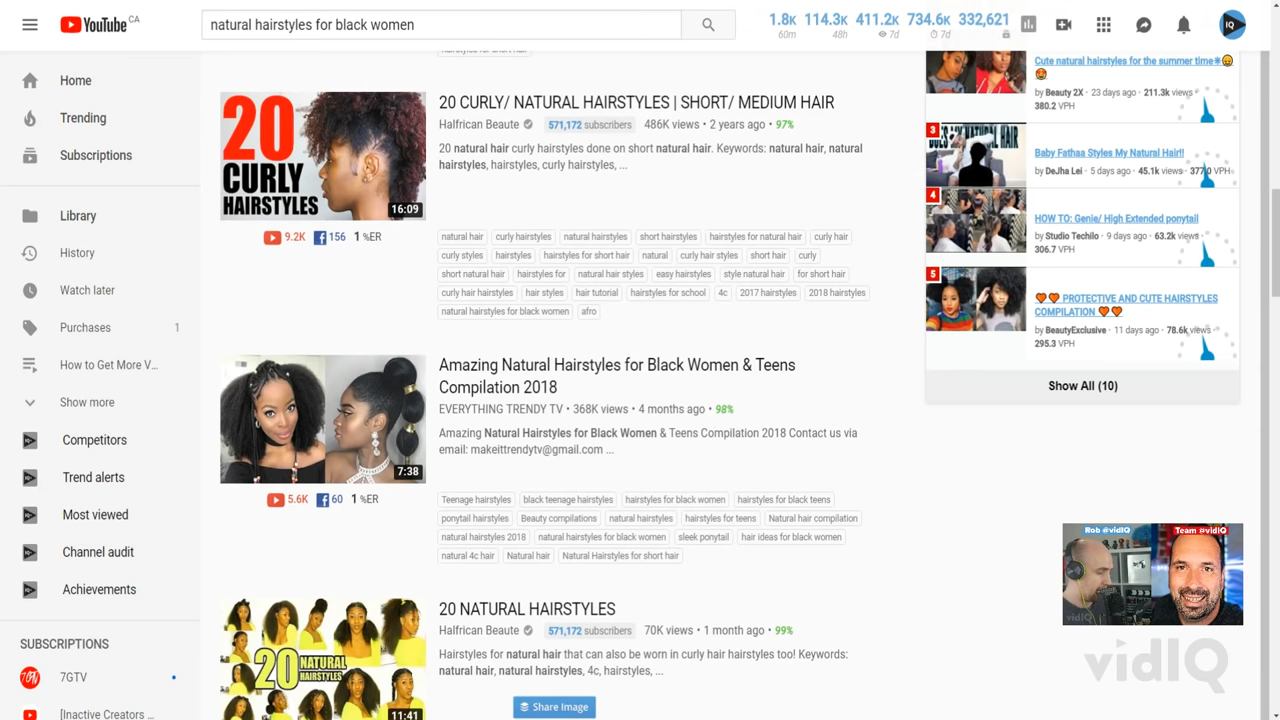 YouTube CA
natural hairstyles for black women
1.8K 114.3K 411.2K 734.6K 332,621
60m 48h 7d 7d
Home
Trending
Subscriptions
Library
History
Watch later
Purchases 1
How to Get More V...
Show more
Competitors
Trend alerts
Most viewed
Channel audit
Achievements
SUBSCRIPTIONS
7GTV
[Inactive Creators ...
20
CURLY
HAIRSTYLES
16:09
9.2K 156 1 %ER
20 CURLY/ NATURAL HAIRSTYLES | SHORT/ MEDIUM HAIR
Halfrican Beaute 571,172 subscribers 486K views • 2 years ago • 97%
20 natural hair curly hairstyles done on short natural hair. Keywords: natural hair, natural
hairstyles, hairstyles, curly hairstyles, ...
natural hair curly hairstyles natural hairstyles short hairstyles hairstyles for natural hair curly hair
curly styles hairstyles hairstyles for short hair natural curly hair styles short hair curly
short natural hair hairstyles for natural hair styles easy hairstyles style natural hair for short hair
curly hair hairstyles hair styles hair tutorial hairstyles for school 4c 2017 hairstyles 2018 hairstyles
natural hairstyles for black women afro
7:38
5.6K 60 1 %ER
Amazing Natural Hairstyles for Black Women & Teens
Compilation 2018
EVERYTHING TRENDY TV • 368K views • 4 months ago • 98%
Amazing Natural Hairstyles for Black Women & Teens Compilation 2018 Contact us via
email: makeittrendytv@gmail.com ...
Teenage hairstyles black teenage hairstyles hairstyles for black women hairstyles for black teens
ponytail hairstyles Beauty compilations natural hairstyles hairstyles for teens Natural hair compilation
natural hairstyles 2018 natural hairstyles for black women sleek ponytail hair ideas for black women
natural 4c hair Natural hair Natural Hairstyles for short hair
20 NATURAL
HAIRSTYLES
11:41
20 NATURAL HAIRSTYLES
Halfrican Beaute 571,172 subscribers 70K views • 1 month ago • 99%
Hairstyles for natural hair that can also be worn in curly hair hairstyles too! Keywords:
natural hair, natural hairstyles, 4c, hairstyles, ...
Share Image
Cute natural hairstyles for the summer time☀😛
😍
by Beauty 2X • 23 days ago • 211.3k views •
380.2 VPH
3
Baby Fathaa Styles My Natural Hair!!
by DeJha Lei • 5 days ago • 45.1k views • 377.0 VPH
4
HOW TO: Genie/ High Extended ponytail
by Studio Techilo • 9 days ago • 63.2k views •
306.7 VPH
5
🧡🧡 PROTECTIVE AND CUTE HAIRSTYLES
COMPILATION 🧡🧡
by BeautyExclusive • 11 days ago • 78.6k views •
295.3 VPH
Show All (10)
Rob @vidIQ Team @vidIQ
vidIQ
vidIQ